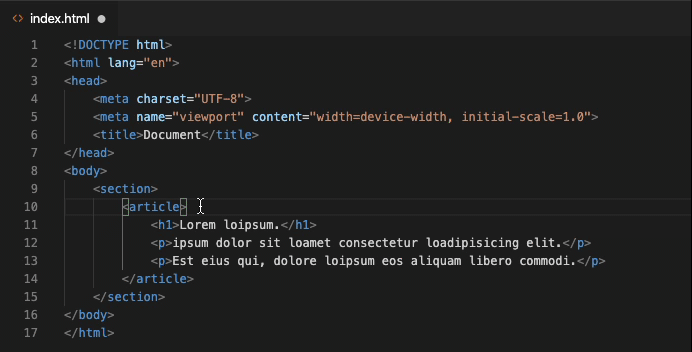 index.html
1 <!DOCTYPE html>
2 <html lang="en">
3 <head>
4 <meta charset="UTF-8">
5 <meta name="viewport" content="width=device-width, initial-scale=1.0">
6 <title>Document</title>
7 </head>
8 <body>
9 <section>
10 <article>
11 <h1>Lorem loipsum.</h1>
12 <p>ipsum dolor sit loamet consectetur loadipisicing elit.</p>
13 <p>Est eius qui, dolore loipsum eos aliquam libero commodi.</p>
14 </article>
15 </section>
16 </body>
17 </html>